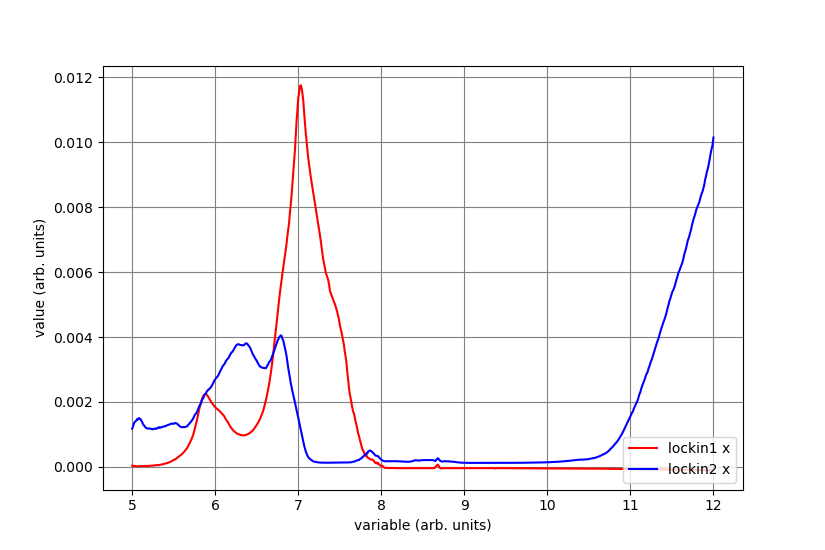 0.012
0.010
0.008
0.006
0.004
0.002
0.000
value (arb. units)
lockin1 x
lockin2 x
5 6 7 8 9 10 11 12
variable (arb. units)